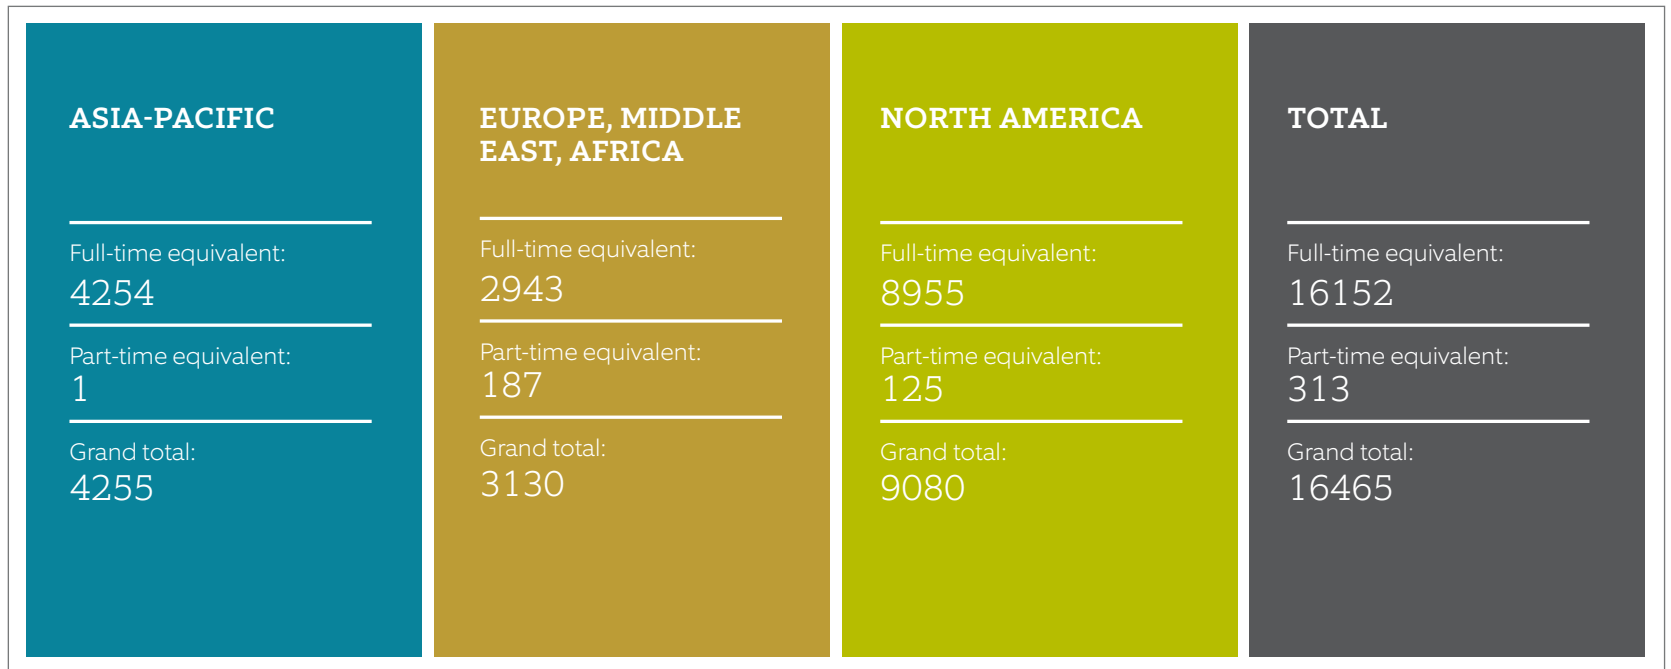 ASIA-PACIFIC
Full-time equivalent:
4254
Part-time equivalent:
1
Grand total:
4255
EUROPE, MIDDLE
EAST, AFRICA
Full-time equivalent:
2943
Part-time equivalent:
187
Grand total:
3130
NORTH AMERICA
Full-time equivalent:
8955
Part-time equivalent:
125
Grand total:
9080
TOTAL
Full-time equivalent:
16152
Part-time equivalent:
313
Grand total:
16465